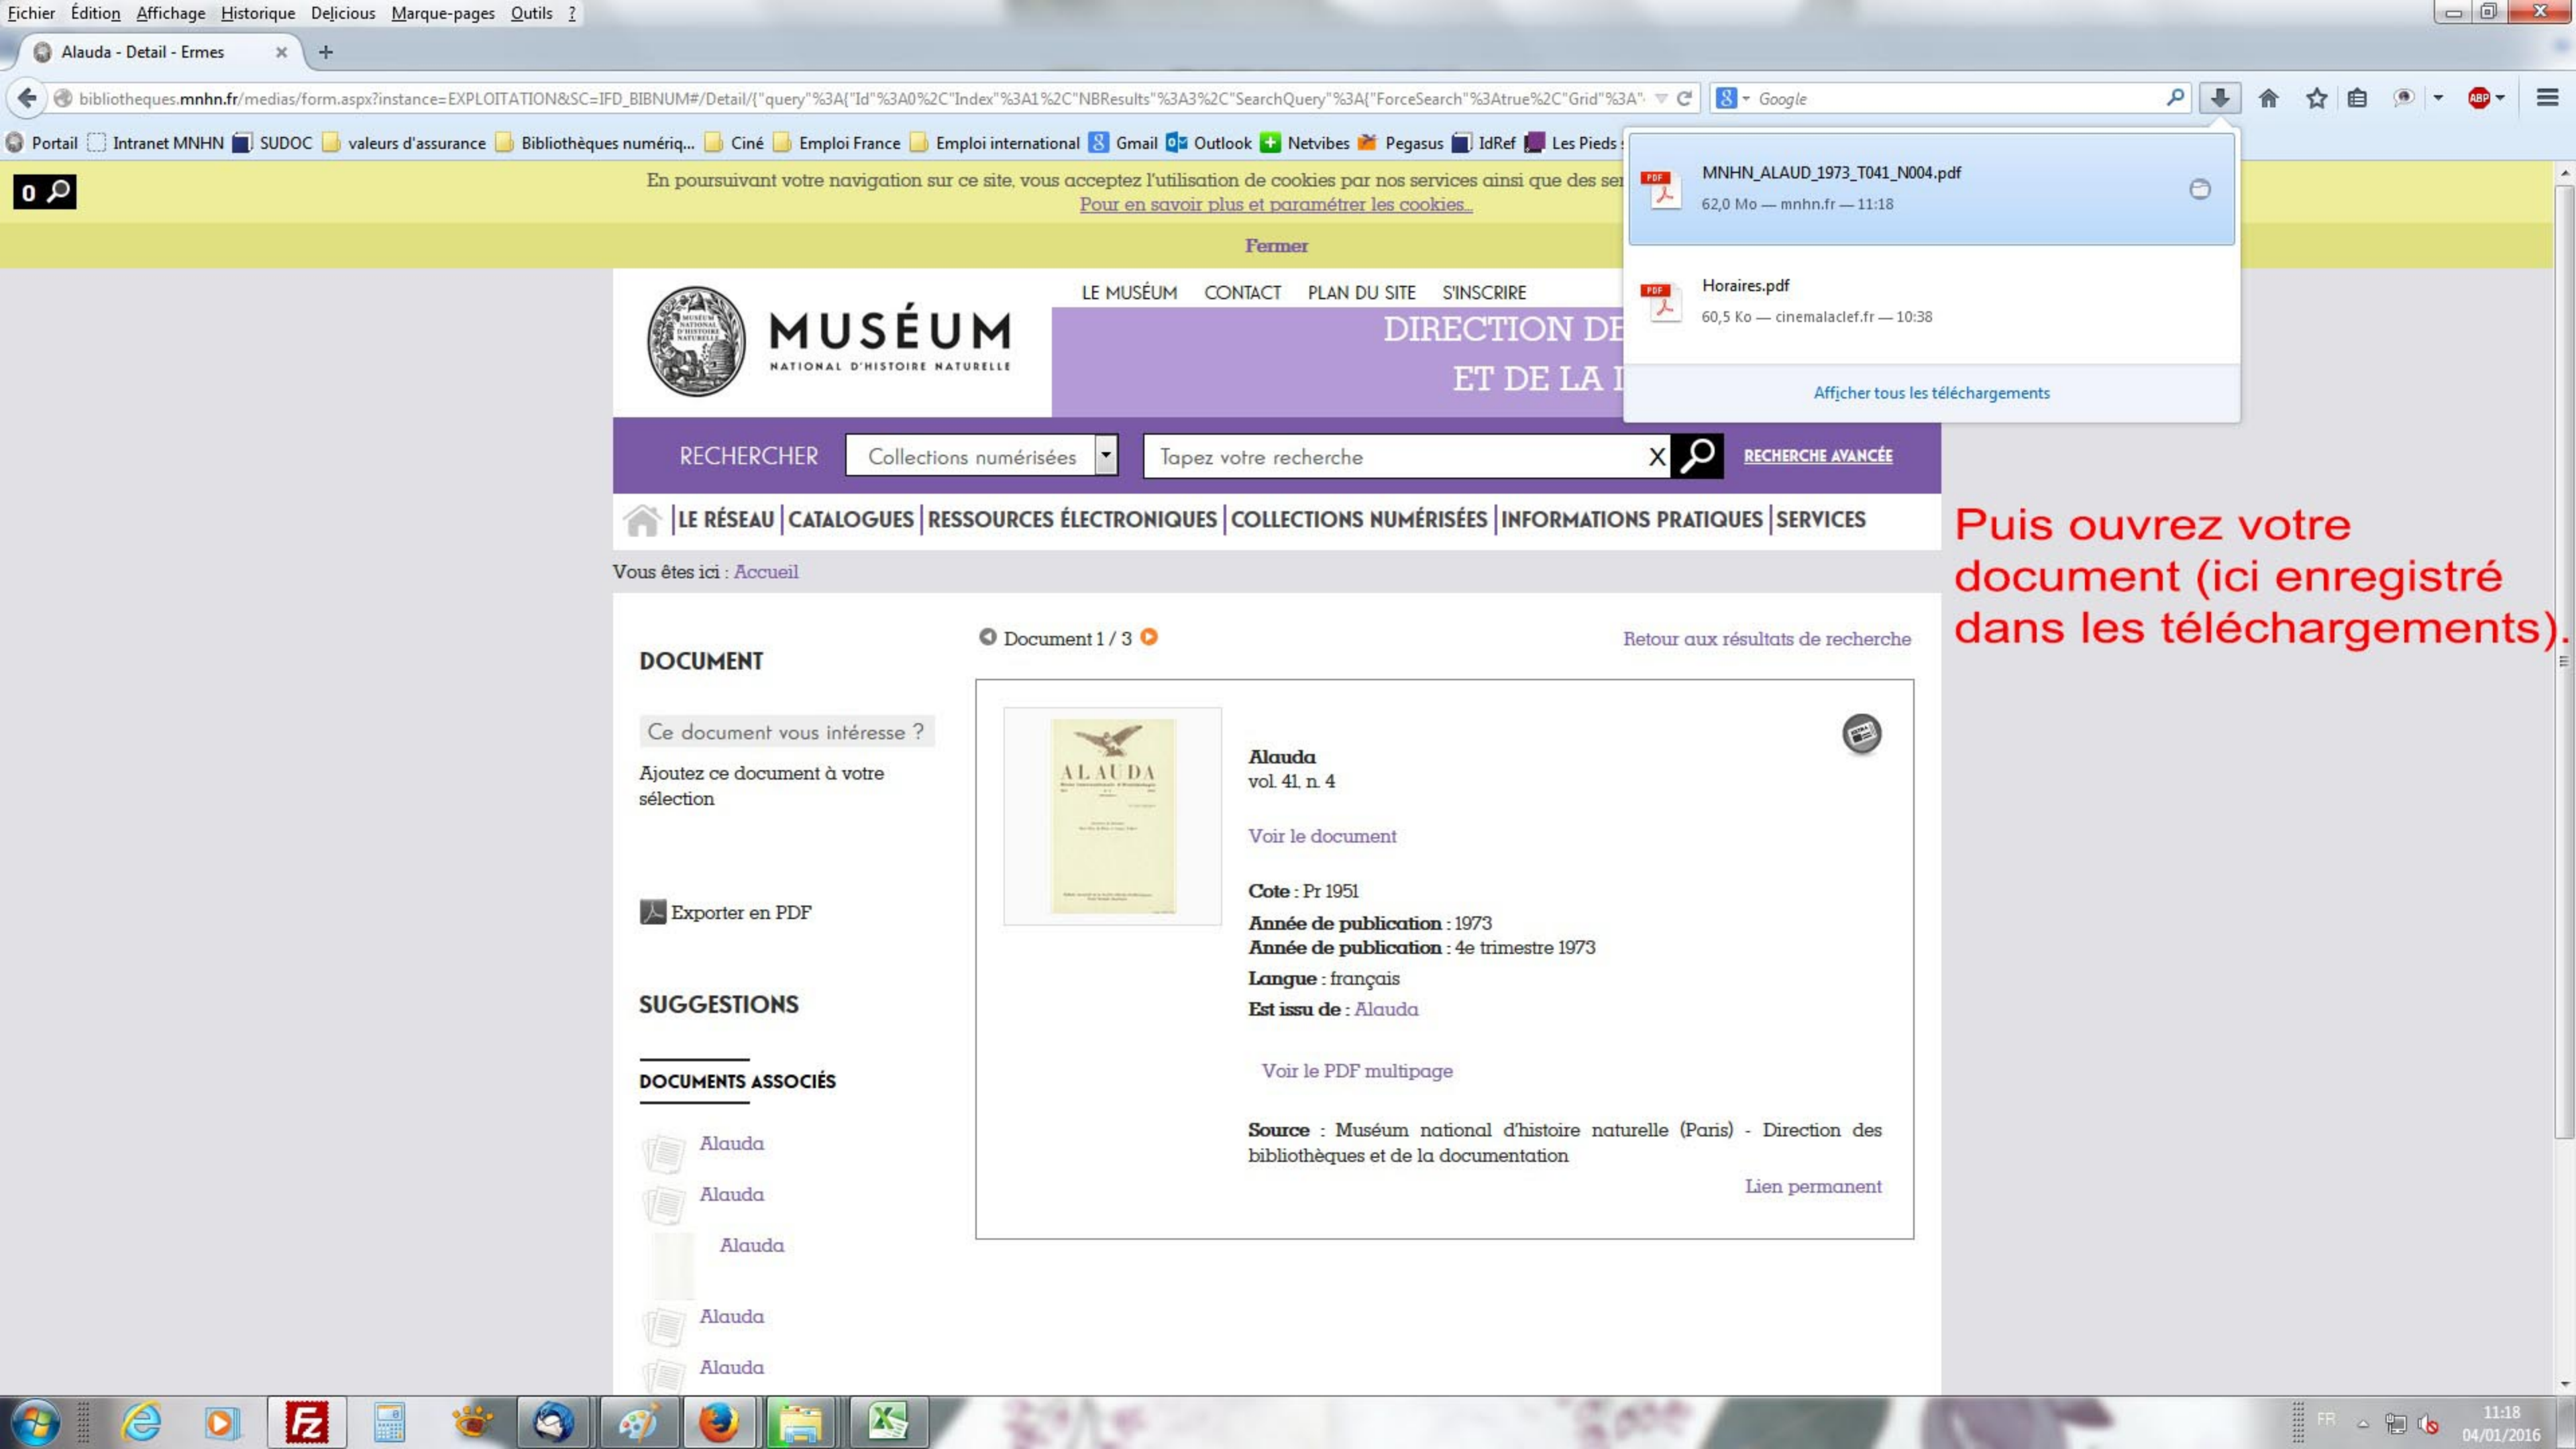 Fichier Édition Affichage Historique Delicious Marque-pages Outils ?
Alauda - Detail - Ermes
bibliotheques.mnhn.fr/medias/form.aspx?instance=EXPLOITATION&SC=IFD_BIBNUM#/Detail/{"query"%3A{"Id"%3A0%2C"Index"%3A1%2C"NBResults"%3A3%2C"SearchQuery"%3A{"ForceSearch"%3Atrue%2C"Grid"%3A" Google
ABP
Portail Intranet MNHN SUDOC valeurs d'assurance Bibliothèques numériq... Ciné Emploi France Emploi international Gmail Outlook Netvibes Pegasus IdRef Les Pieds
MNHN_ALAUD_1973_T041_N004.pdf
62,0 Mo — mnhn.fr — 11:18
Horaires.pdf
60,5 Ko — cinemalaclef.fr — 10:38
Afficher tous les téléchargements
0
En poursuivant votre navigation sur ce site, vous acceptez l'utilisation de cookies par nos services ainsi que des
Pour en savoir plus et paramétrer les cookies...
Fermer
MUSÉUM
NATIONAL D'HISTOIRE NATURELLE
MUSÉUM
NATIONAL D'HISTOIRE NATURELLE
LE MUSÉUM CONTACT PLAN DU SITE S'INSCRIRE
DIRECTION DE
ET DE LA
RECHERCHER Collections numérisées Tapez votre recherche X RECHERCHE AVANCÉE
LE RÉSEAU CATALOGUES RESSOURCES ÉLECTRONIQUES COLLECTIONS NUMÉRISÉES INFORMATIONS PRATIQUES SERVICES
Puis ouvrez votre
document (ici enregistré
dans les téléchargements).
Vous êtes ici : Accueil
DOCUMENT
Ce document vous intéresse ?
Ajoutez ce document à votre
sélection
Exporter en PDF
SUGGESTIONS
DOCUMENTS ASSOCIÉS
Alauda
Alauda
Alauda
Alauda
Alauda
Document 1 / 3
Retour aux résultats de recherche
ALAUDA
Alauda
vol. 41, n. 4
Voir le document
Cote : Pr 1951
Année de publication : 1973
Année de publication : 4e trimestre 1973
Langue : français
Est issu de : Alauda
Voir le PDF multipage
Source : Muséum national d'histoire naturelle (Paris) - Direction des
bibliothèques et de la documentation
Lien permanent
FR
11:18
04/01/2016